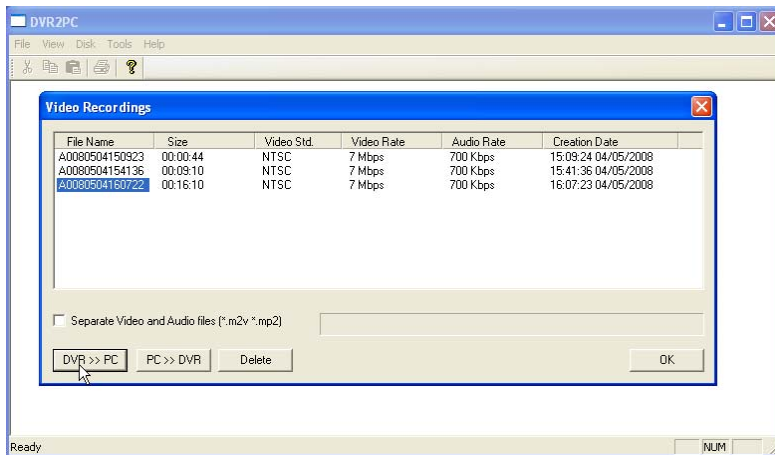 DVR2PC
File View Disk Tools Help
Video Recordings
File Name Size Video Std. Video Rate Audio Rate Creation Date
A0080504150923 00:00:44 NTSC 7 Mbps 700 Kbps 15:09:24 04/05/2008
A0080504154136 00:09:10 NTSC 7 Mbps 700 Kbps 15:41:36 04/05/2008
A0080504160722 00:16:10 NTSC 7 Mbps 700 Kbps 16:07:23 04/05/2008
Separate Video and Audio files (*.m2v *.mp2)
DVR >> PC PC >> DVR Delete OK
Ready NUM